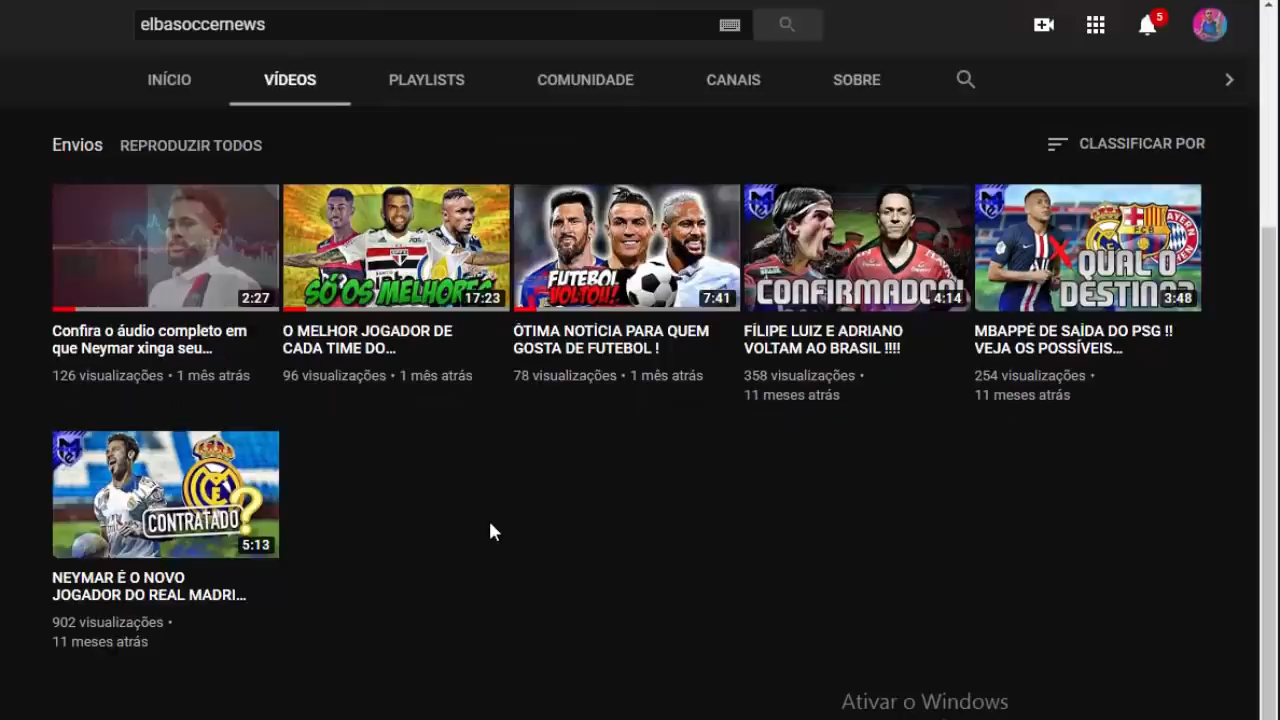 elbasoccernews
5
INÍCIO
VÍDEOS
PLAYLISTS
COMUNIDADE
CANAIS
SOBRE
Envios
REPRODUZIR TODOS
CLASSIFICAR POR
2:27
SÓ OS MELHORES
17:23
FUTEBOL
VOLTOU!
7:41
CONFIRMADO!
4:14
QUAL O
DESTINO?
3:48
Confira o áudio completo em
que Neymar xinga seu...
126 visualizações • 1 mês atrás
O MELHOR JOGADOR DE
CADA TIME DO...
96 visualizações • 1 mês atrás
ÓTIMA NOTÍCIA PARA QUEM
GOSTA DE FUTEBOL !
78 visualizações • 1 mês atrás
FÍLIPE LUIZ E ADRIANO
VOLTAM AO BRASIL !!!!
358 visualizações •
11 meses atrás
MBAPPÉ DE SAÍDA DO PSG !!
VEJA OS POSSÍVEIS...
254 visualizações •
11 meses atrás
CONTRATADO?
5:13
NEYMAR É O NOVO
JOGADOR DO REAL MADRI...
902 visualizações •
11 meses atrás
Ativar o Windows